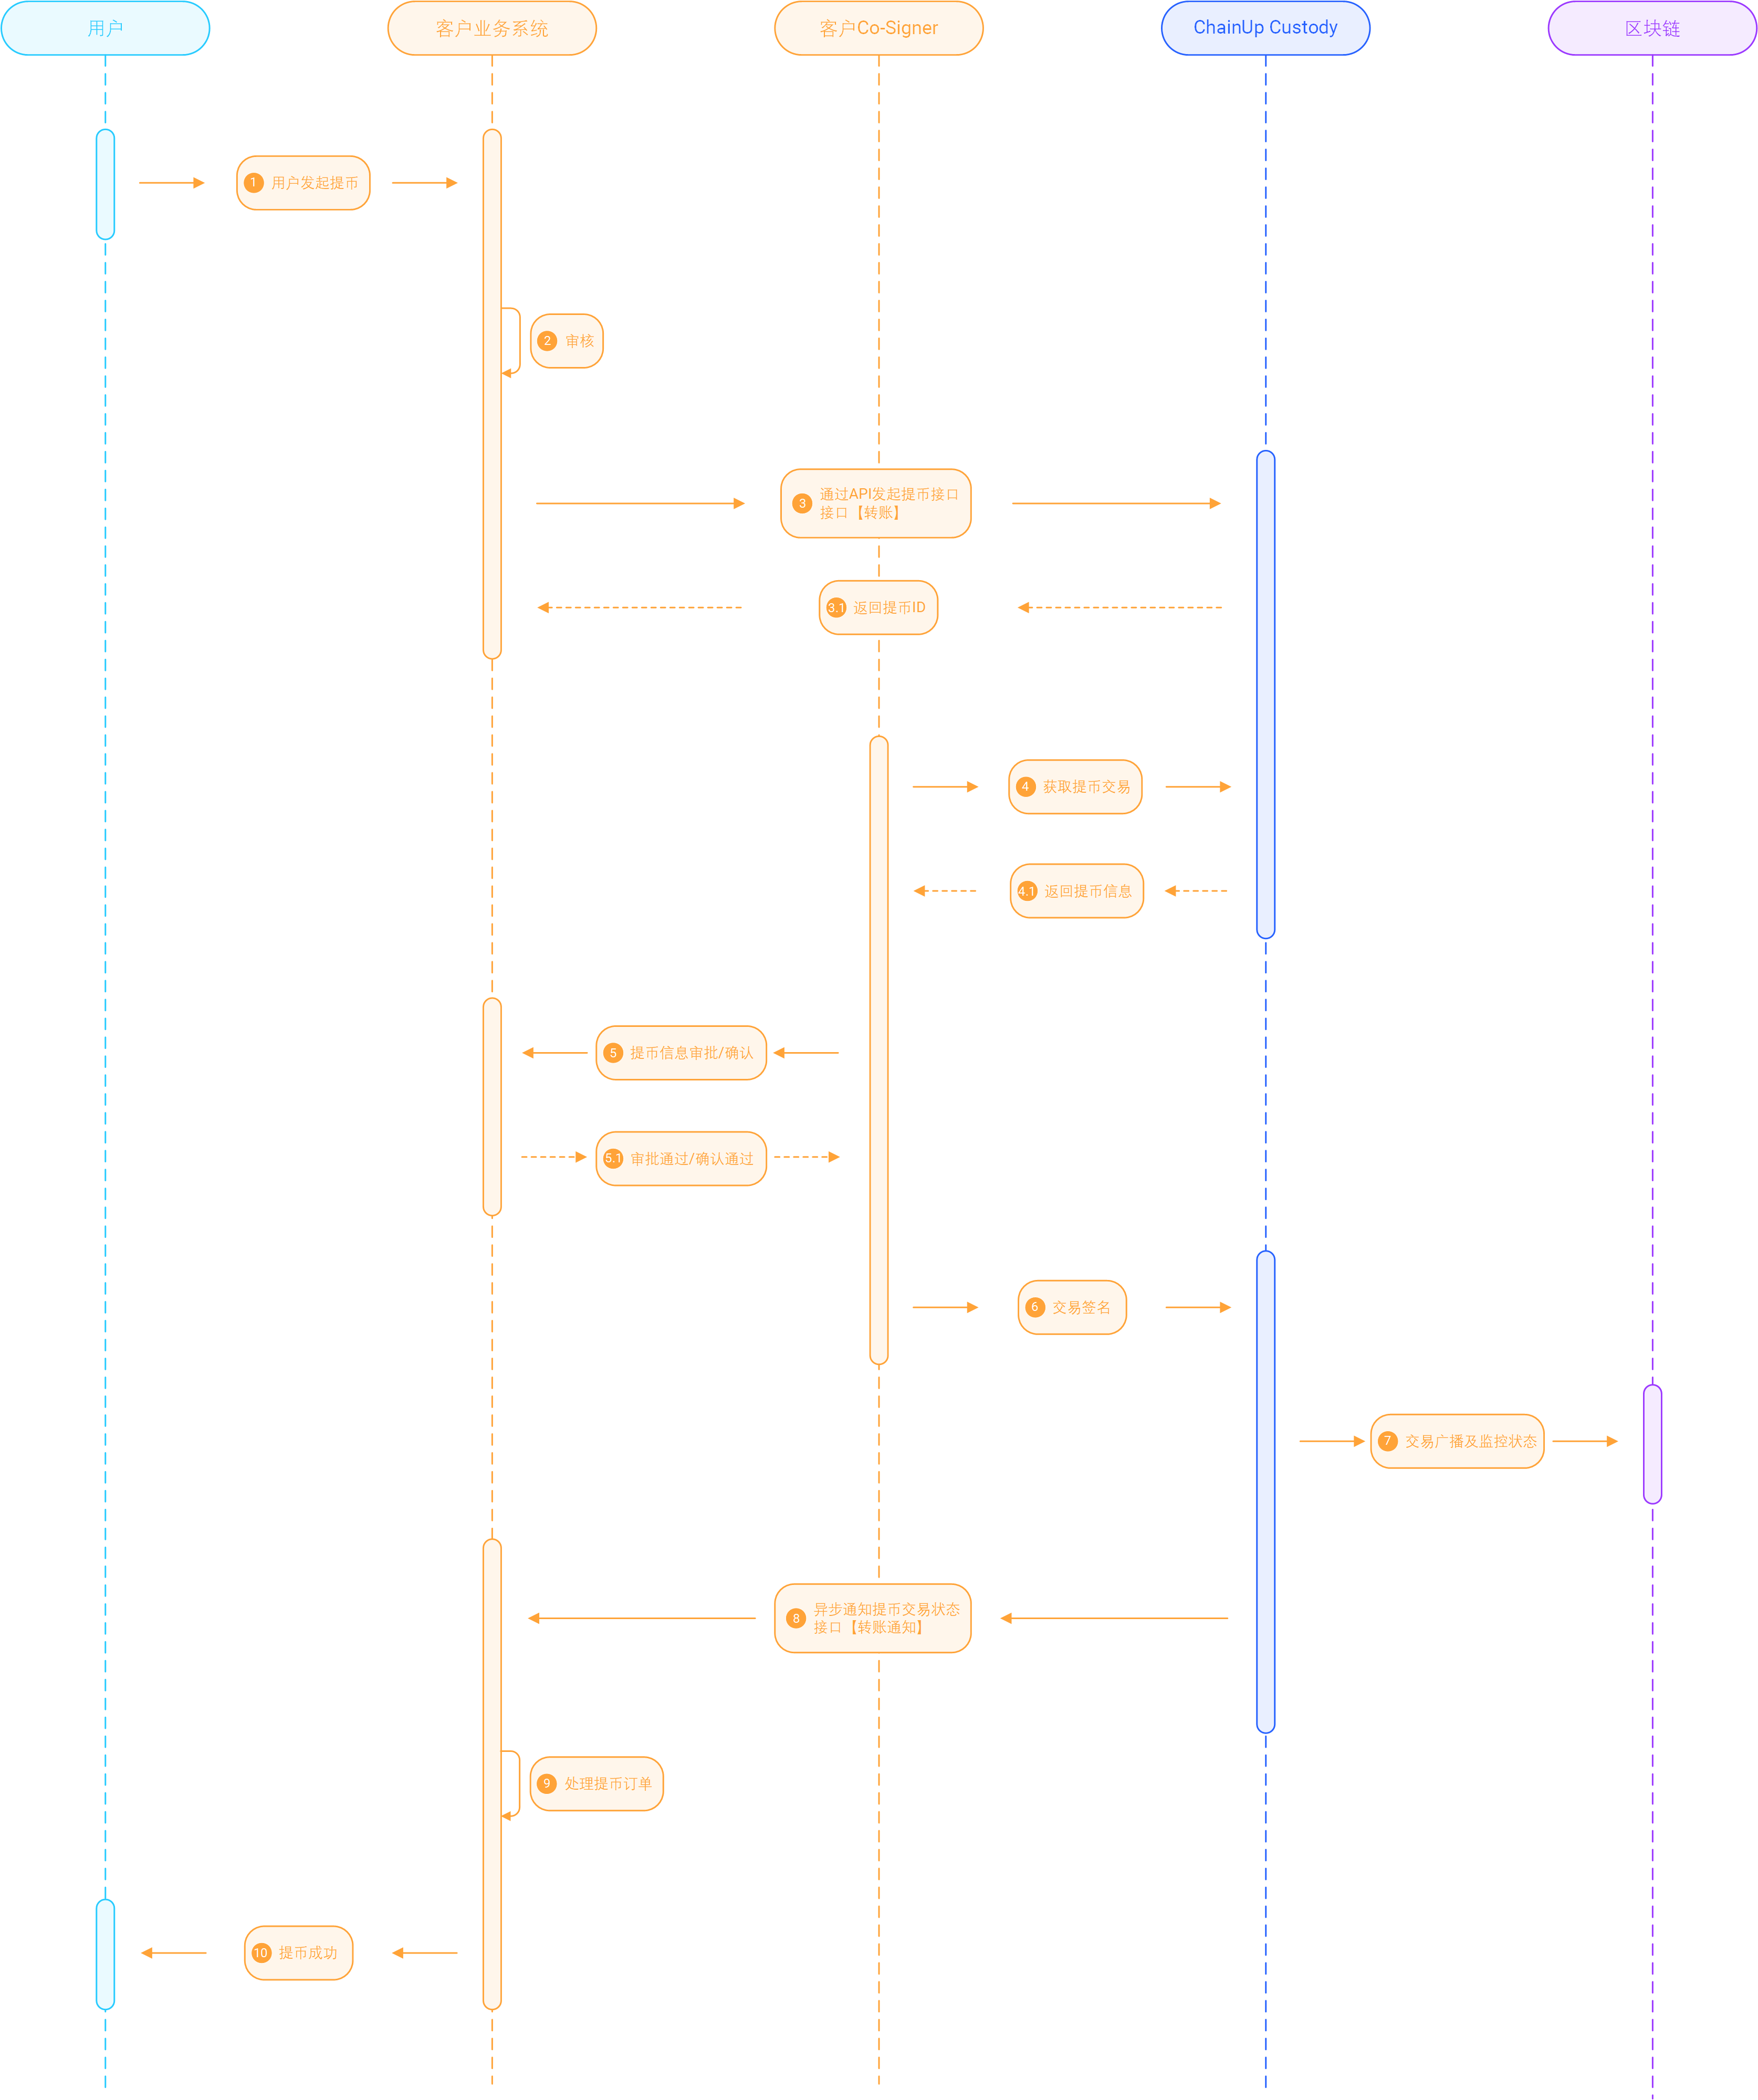 用户
客户业务系统
客户Co-Signer
ChainUp Custody
区块链
1 用户发起提币
2 审核
3 通过API发起提币接口
接口【转账】
3.1 返回提币ID
4 获取提币交易
4.1 返回提币信息
5 提币信息审批/确认
5.1 审批通过/确认通过
6 交易签名
7 交易广播及监控状态
8 异步通知提币交易状态
接口【转账通知】
9 处理提币订单
10 提币成功